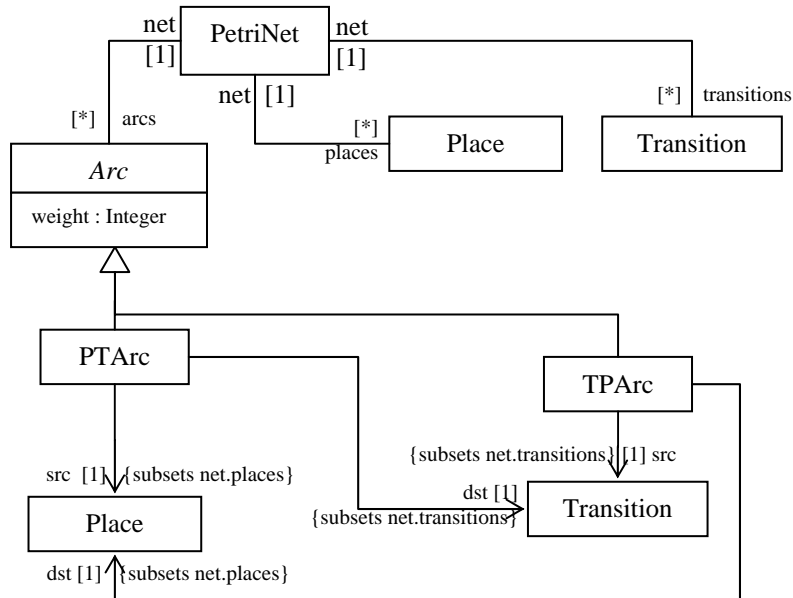 net
PetriNet
net
[1]
[1]
net [1]
[*] arcs
[*]
places
[*] transitions
Arc
Place
Transition
weight : Integer
PTArc
TPArc
src [1] {subsets net.places}
{subsets net.transitions} [1] src
dst [1]
{subsets net.transitions}
Place
Transition
dst [1] {subsets net.places}